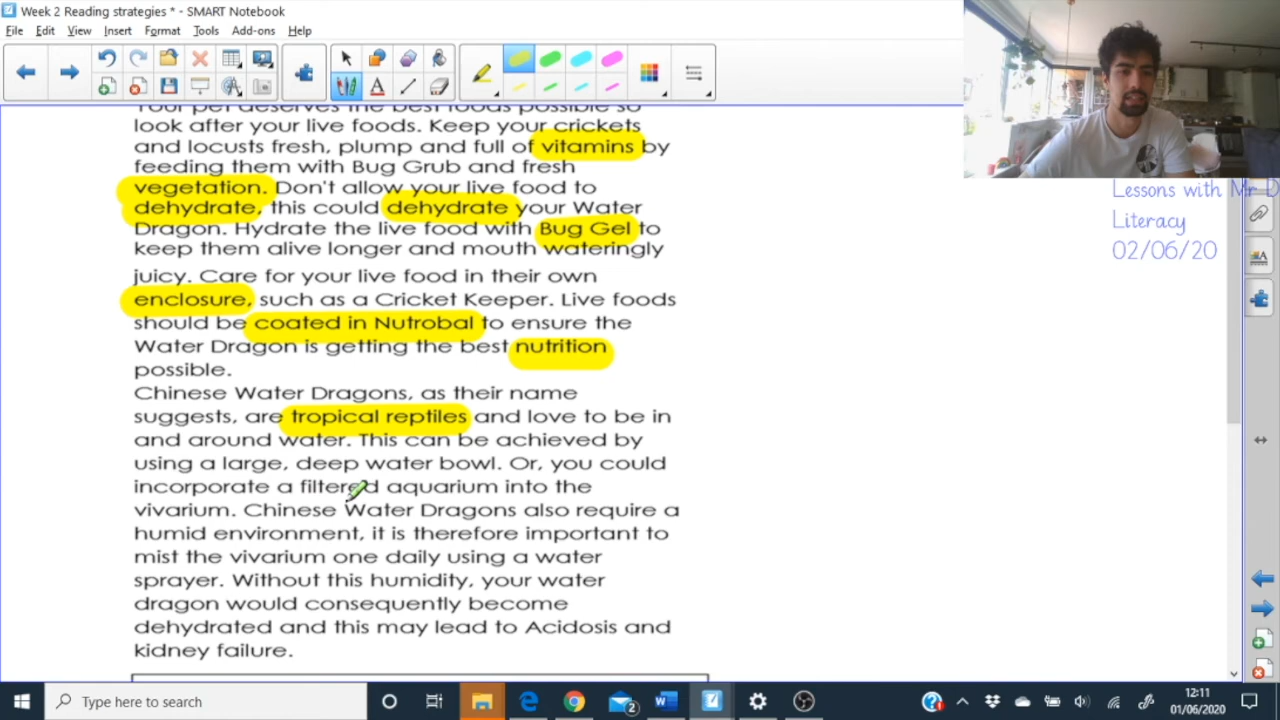 Week 2 Reading strategies * - SMART Notebook
File Edit View Insert Format Tools Add-ons Help
Your pet deserves the best foods possible so
look after your live foods. Keep your crickets
and locusts fresh, plump and full of vitamins by
feeding them with Bug Grub and fresh
vegetation. Don't allow your live food to
dehydrate, this could dehydrate your Water
Dragon. Hydrate the live food with Bug Gel to
keep them alive longer and mouth wateringly
juicy. Care for your live food in their own
enclosure, such as a Cricket Keeper. Live foods
should be coated in Nutrobal to ensure the
Water Dragon is getting the best nutrition
possible.
Chinese Water Dragons, as their name
suggests, are tropical reptiles and love to be in
and around water. This can be achieved by
using a large, deep water bowl. Or, you could
incorporate a filtered aquarium into the
vivarium. Chinese Water Dragons also require a
humid environment, it is therefore important to
mist the vivarium one daily using a water
sprayer. Without this humidity, your water
dragon would consequently become
dehydrated and this may lead to Acidosis and
kidney failure.
Lessons with Mr D
Literacy
02/06/20
Type here to search
2
12:11
01/06/2020